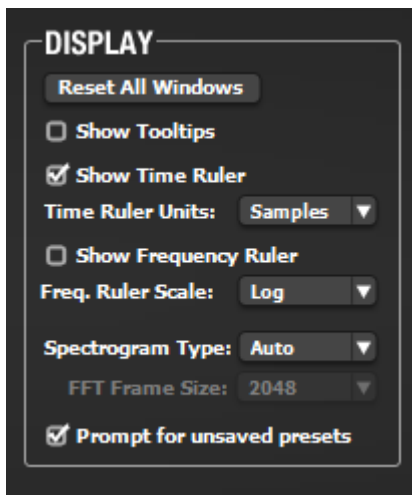 DISPLAY
Reset All Windows
Show Tooltips
Show Time Ruler
Time Ruler Units: Samples
Show Frequency Ruler
Freq. Ruler Scale: Log
Spectrogram Type: Auto
FFT Frame Size: 2048
Prompt for unsaved presets